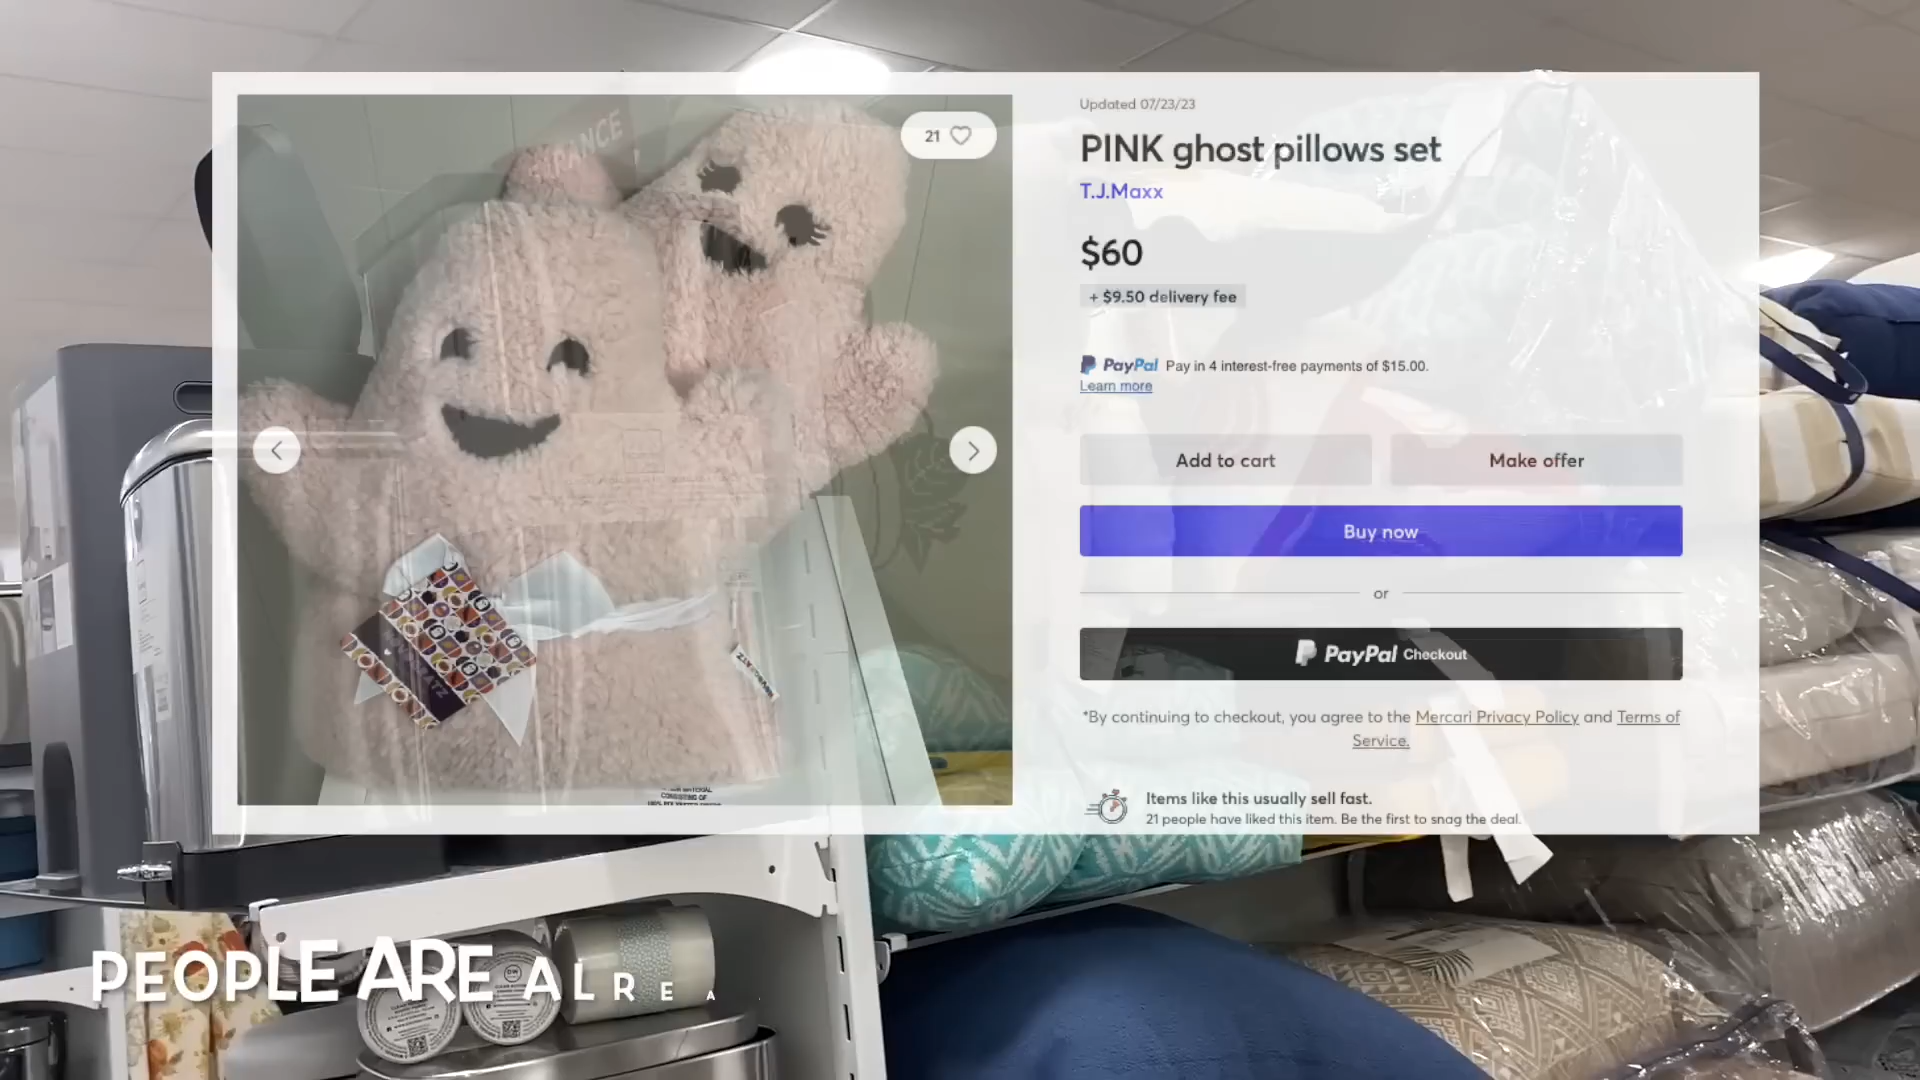 Updated 07/23/23
PINK ghost pillows set
T.J.Maxx
$60
+ $9.50 delivery fee
PayPal Pay in 4 interest-free payments of $15.00.
Learn more
Add to cart
Make offer
Buy now
or
PayPal Checkout
*By continuing to checkout, you agree to the Mercari Privacy Policy and Terms of
Service.
Items like this usually sell fast.
21 people have liked this item. Be the first to snag the deal.
21
CONSISTING OF
PEOPLE ARE ALREA